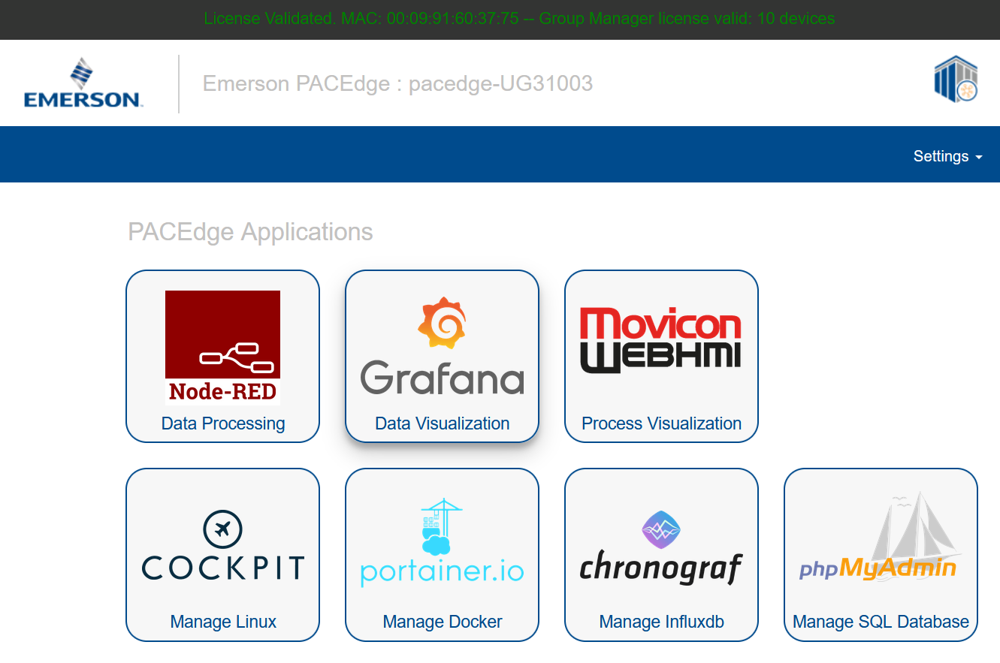 License Validated. MAC: 00:09:91:60:37:75 -- Group Manager license valid: 10 devices
EMERSON™
Emerson PACEdge : pacedge-UG31003
Settings
PACEdge Applications
Node-RED
Data Processing
Grafana
Data Visualization
Movicon
WEBHMI
Process Visualization
COCKPIT
Manage Linux
portainer.io
Manage Docker
chronograf
Manage Influxdb
phpMyAdmin
Manage SQL Database